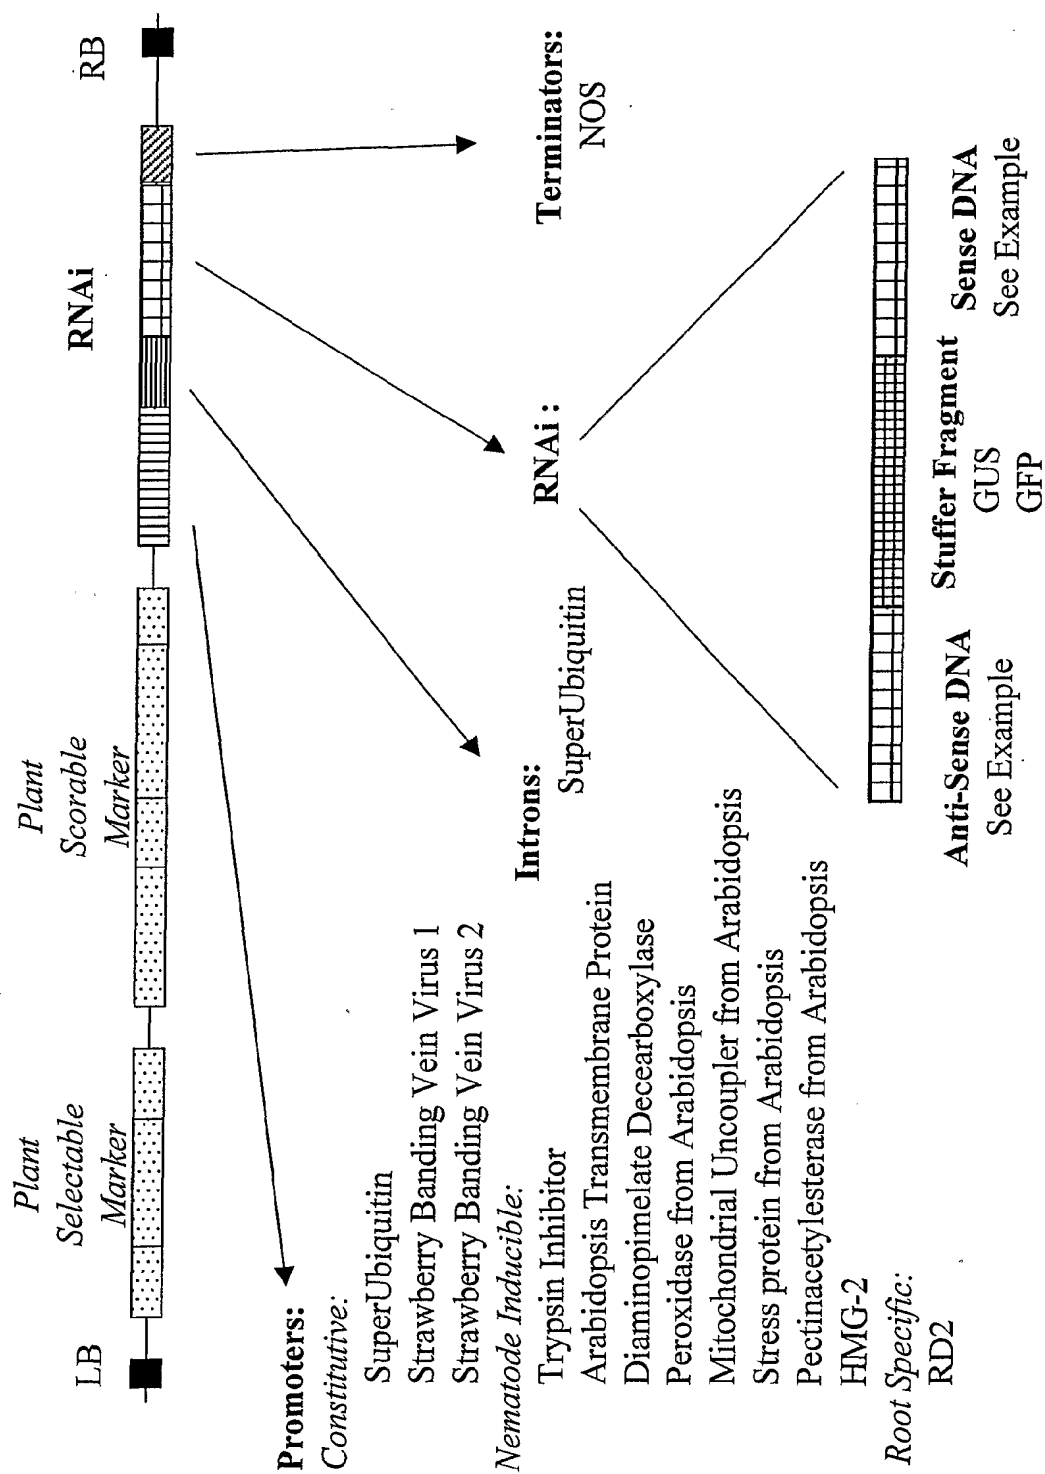 LB
Plant
Selectable
Marker
Plant
Scorable
Marker
RNAi
RB
Promoters:
Constitutive:
SuperUbiquitin
Strawberry Banding Vein Virus 1
Strawberry Banding Vein Virus 2
Nematode Inducible:
Trypsin Inhibitor
Arabidopsis Transmembrane Protein
Diaminopimelate Decearboxylase
Peroxidase from Arabidopsis
Mitochondrial Uncoupler from Arabidopsis
Stress protein from Arabidopsis
Pectinacetylesterase from Arabidopsis
HMG-2
Root Specific:
RD2
Introns:
SuperUbiquitin
RNAi :
Terminators:
NOS
Anti-Sense DNA
See Example
Stuffer Fragment
GUS
GFP
Sense DNA
See Example